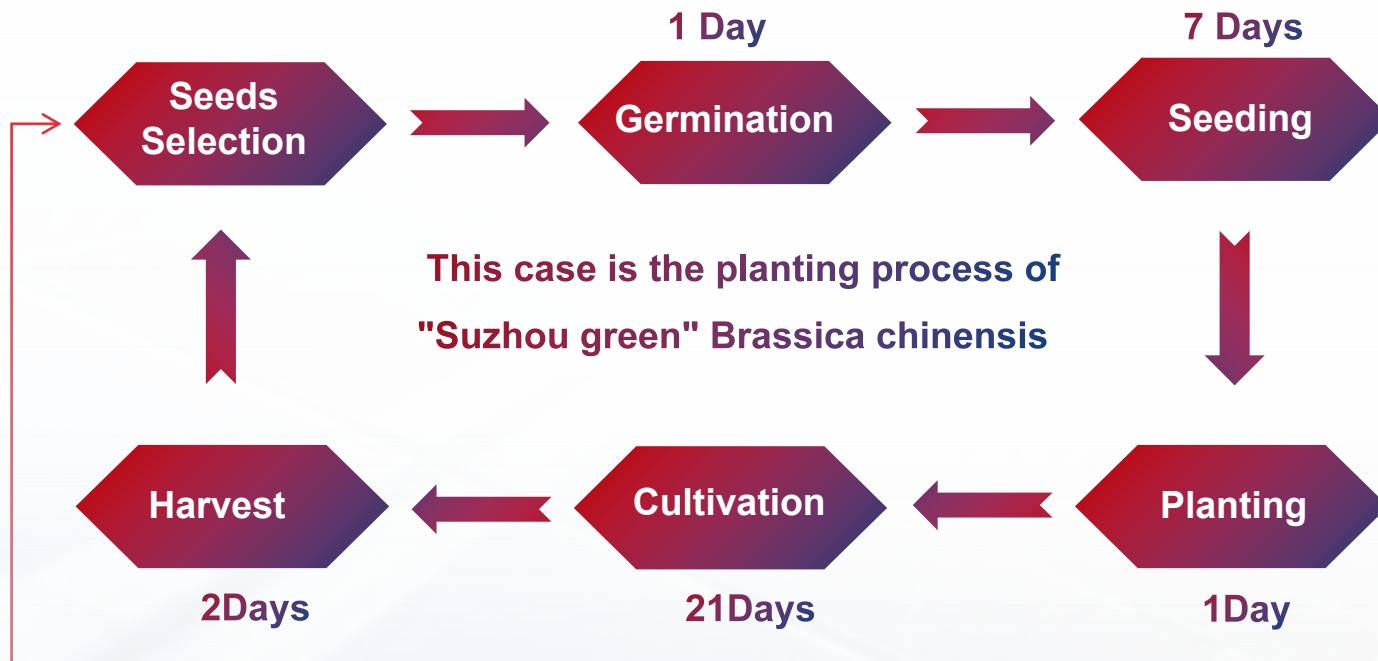 1 Day
7 Days
Seeds
Selection
Germination
Seeding
This case is the planting process of
"Suzhou green" Brassica chinensis
Harvest
Cultivation
Planting
2Days
21Days
1Day